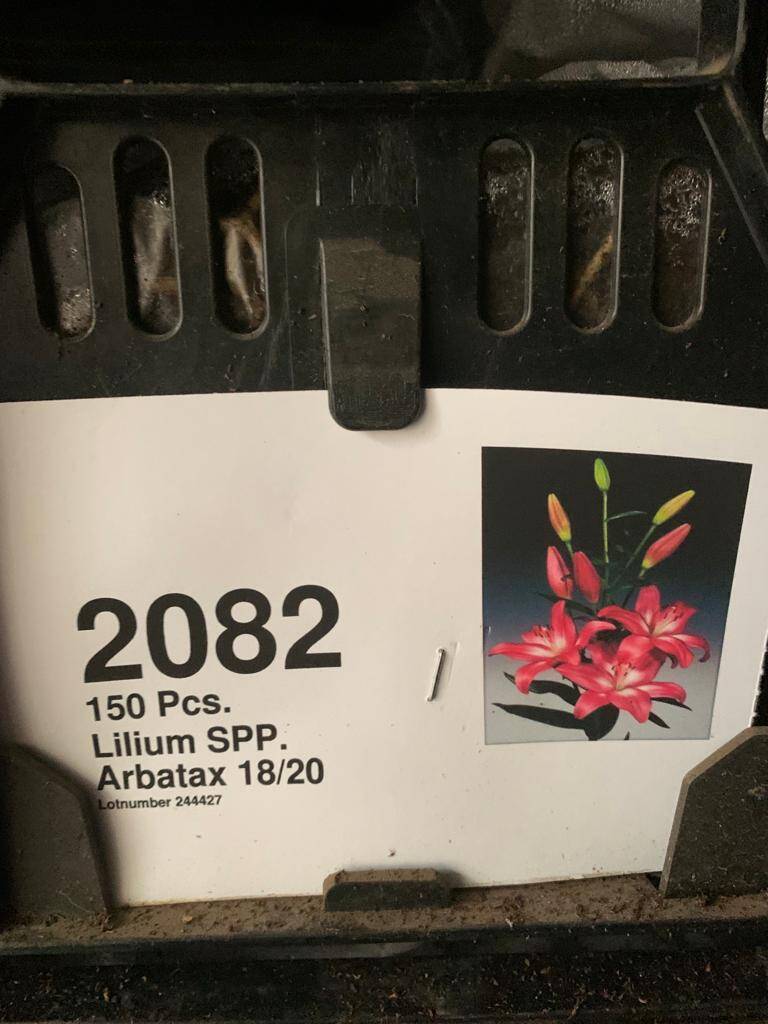 2082
150 Pcs.
Lilium SPP.
Arbatax 18/20
Lotnumber 244427